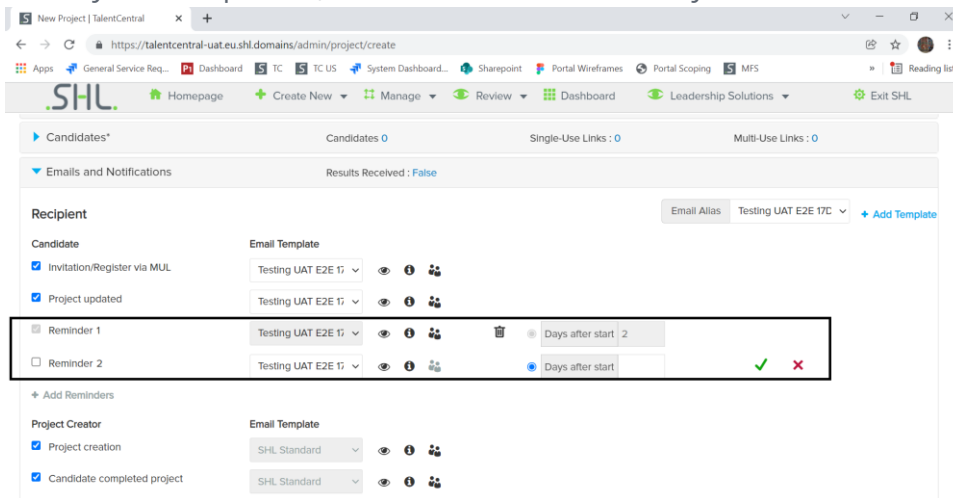 New Project | TalentCentral
https://talentcentral-uat.eu.shl.domains/admin/project/create
Apps General Service Req... P1 Dashboard TC TC US System Dashboard... Sharepoint Portal Wireframes Portal Scoping MFS » Reading list
.SHL. Homepage Create New Manage Review Dashboard Leadership Solutions Exit SHL
Candidates* Candidates 0 Single-Use Links : 0 Multi-Use Links : 0
Emails and Notifications Results Received : False
Recipient Email Alias Testing UAT E2E 17D + Add Template
Candidate Email Template
Invitation/Register via MUL Testing UAT E2E 17
Project updated Testing UAT E2E 17
Reminder 1 Testing UAT E2E 17 Days after start 2
Reminder 2 Testing UAT E2E 17 Days after start
+ Add Reminders
Project Creator Email Template
Project creation SHL Standard
Candidate completed project SHL Standard